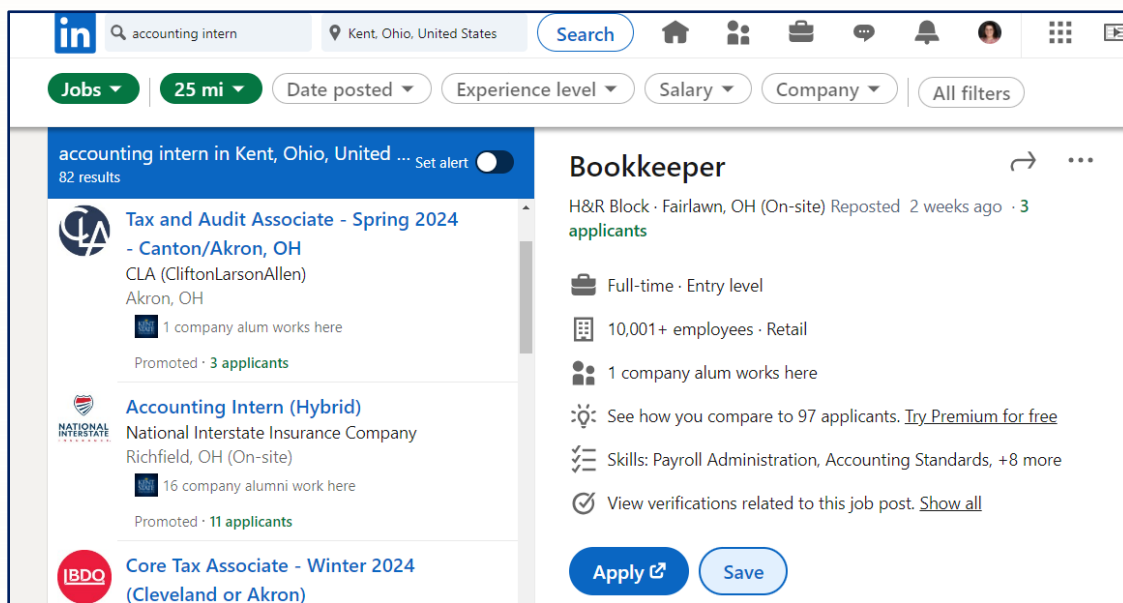 in
accounting intern
Kent, Ohio, United States
Search
Jobs
25 mi
Date posted
Experience level
Salary
Company
All filters
accounting intern in Kent, Ohio, United ...
Set alert
82 results
CLA
Tax and Audit Associate - Spring 2024
- Canton/Akron, OH
CLA (CliftonLarsonAllen)
Akron, OH
1 company alum works here
Promoted · 3 applicants
NATIONAL
INTERSTATE
INSURANCE
Accounting Intern (Hybrid)
National Interstate Insurance Company
Richfield, OH (On-site)
16 company alumni work here
Promoted · 11 applicants
BDO
Core Tax Associate - Winter 2024
(Cleveland or Akron)
Bookkeeper
H&R Block · Fairlawn, OH (On-site) Reposted 2 weeks ago · 3
applicants
Full-time · Entry level
10,001+ employees · Retail
1 company alum works here
See how you compare to 97 applicants. Try Premium for free
Skills: Payroll Administration, Accounting Standards, +8 more
View verifications related to this job post. Show all
Apply
Save